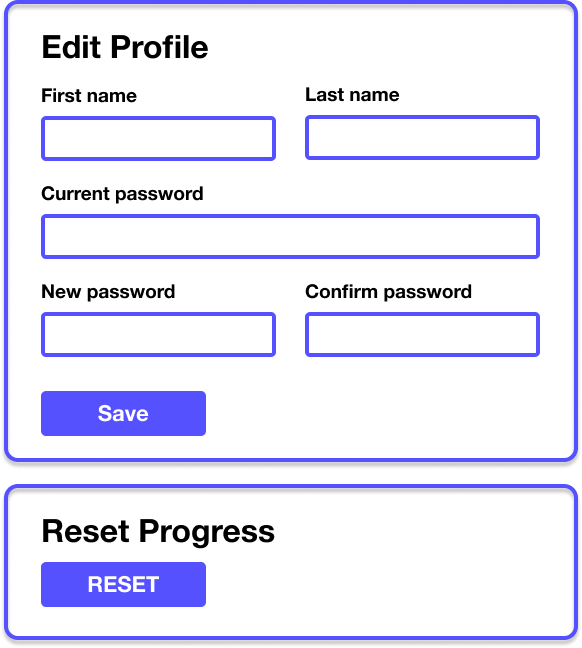 Edit Profile
First name
Last name
Current password
New password
Confirm password
Save
Reset Progress
RESET